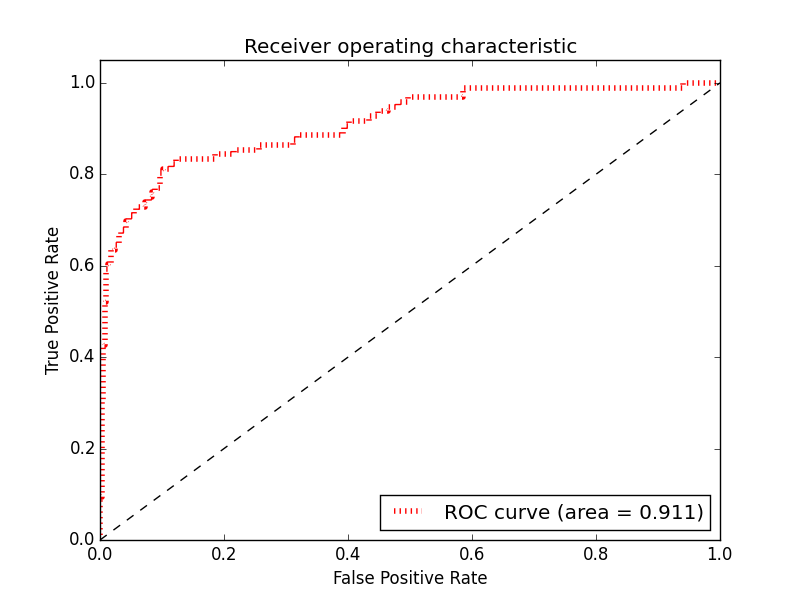 Receiver operating characteristic
1.0
0.8
0.6
0.4
0.2
0.0
True Positive Rate
ROC curve (area = 0.911)
0.0 0.2 0.4 0.6 0.8 1.0
False Positive Rate